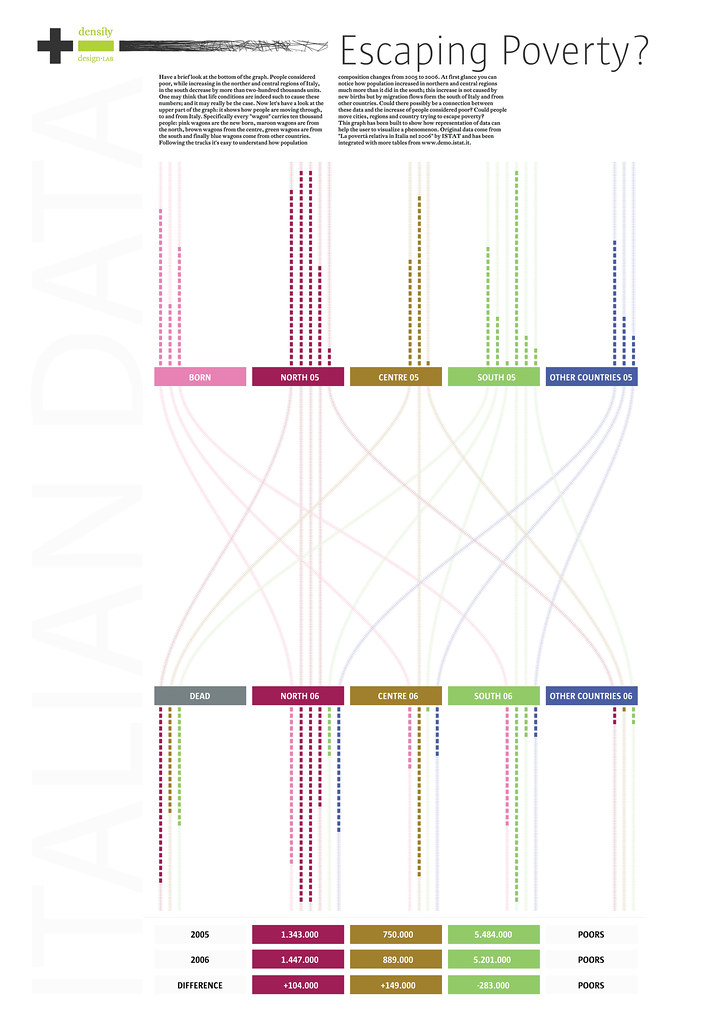 density
design·LAB
Escaping Poverty?
Have a brief look at the bottom of the graph. People considered
poor, while increasing in the norther and central regions of Italy,
in the south decrease by more than two-hundred thousands units.
One may think that life conditions are indeed such to cause these
numbers; and it may really be the case. Now let's have a look at the
upper part of the graph: it shows how people are moving through,
to and from Italy. Specifically every "wagon" carries ten thousand
people: pink wagons are the new born, maroon wagons are from
the north, brown wagons from the centre, green wagons are from
the south and finally blue wagons come from other countries.
Following the tracks it's easy to understand how population
composition changes from 2005 to 2006. At first glance you can
notice how population increased in northern and central regions
much more than it did in the south; this increase is not caused by
new births but by migration flows form the south of Italy and from
other countries. Could there possibly be a connection between
these data and the increase of people considered poor? Could people
move cities, regions and country trying to escape poverty?
This graph has been built to show how representation of data can
help the user to visualize a phenomenon. Original data come from
"La povertà relativa in Italia nel 2006" by ISTAT and has been
integrated with more tables from www.demo.istat.it.
ITALIAN DATA
BORN
NORTH 05
CENTRE 05
SOUTH 05
OTHER COUNTRIES 05
DEAD
NORTH 06
CENTRE 06
SOUTH 06
OTHER COUNTRIES 06
2005 1.343.000 750.000 5.484.000 POORS
2006 1.447.000 889.000 5.201.000 POORS
DIFFERENCE +104.000 +149.000 -283.000 POORS